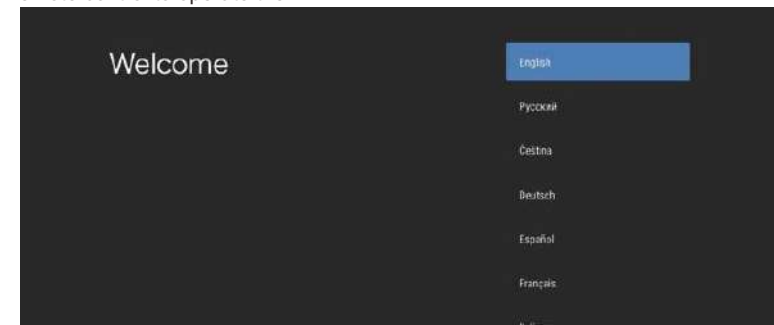 Welcome
English
Русский
Čeština
Deutsch
Español
Français